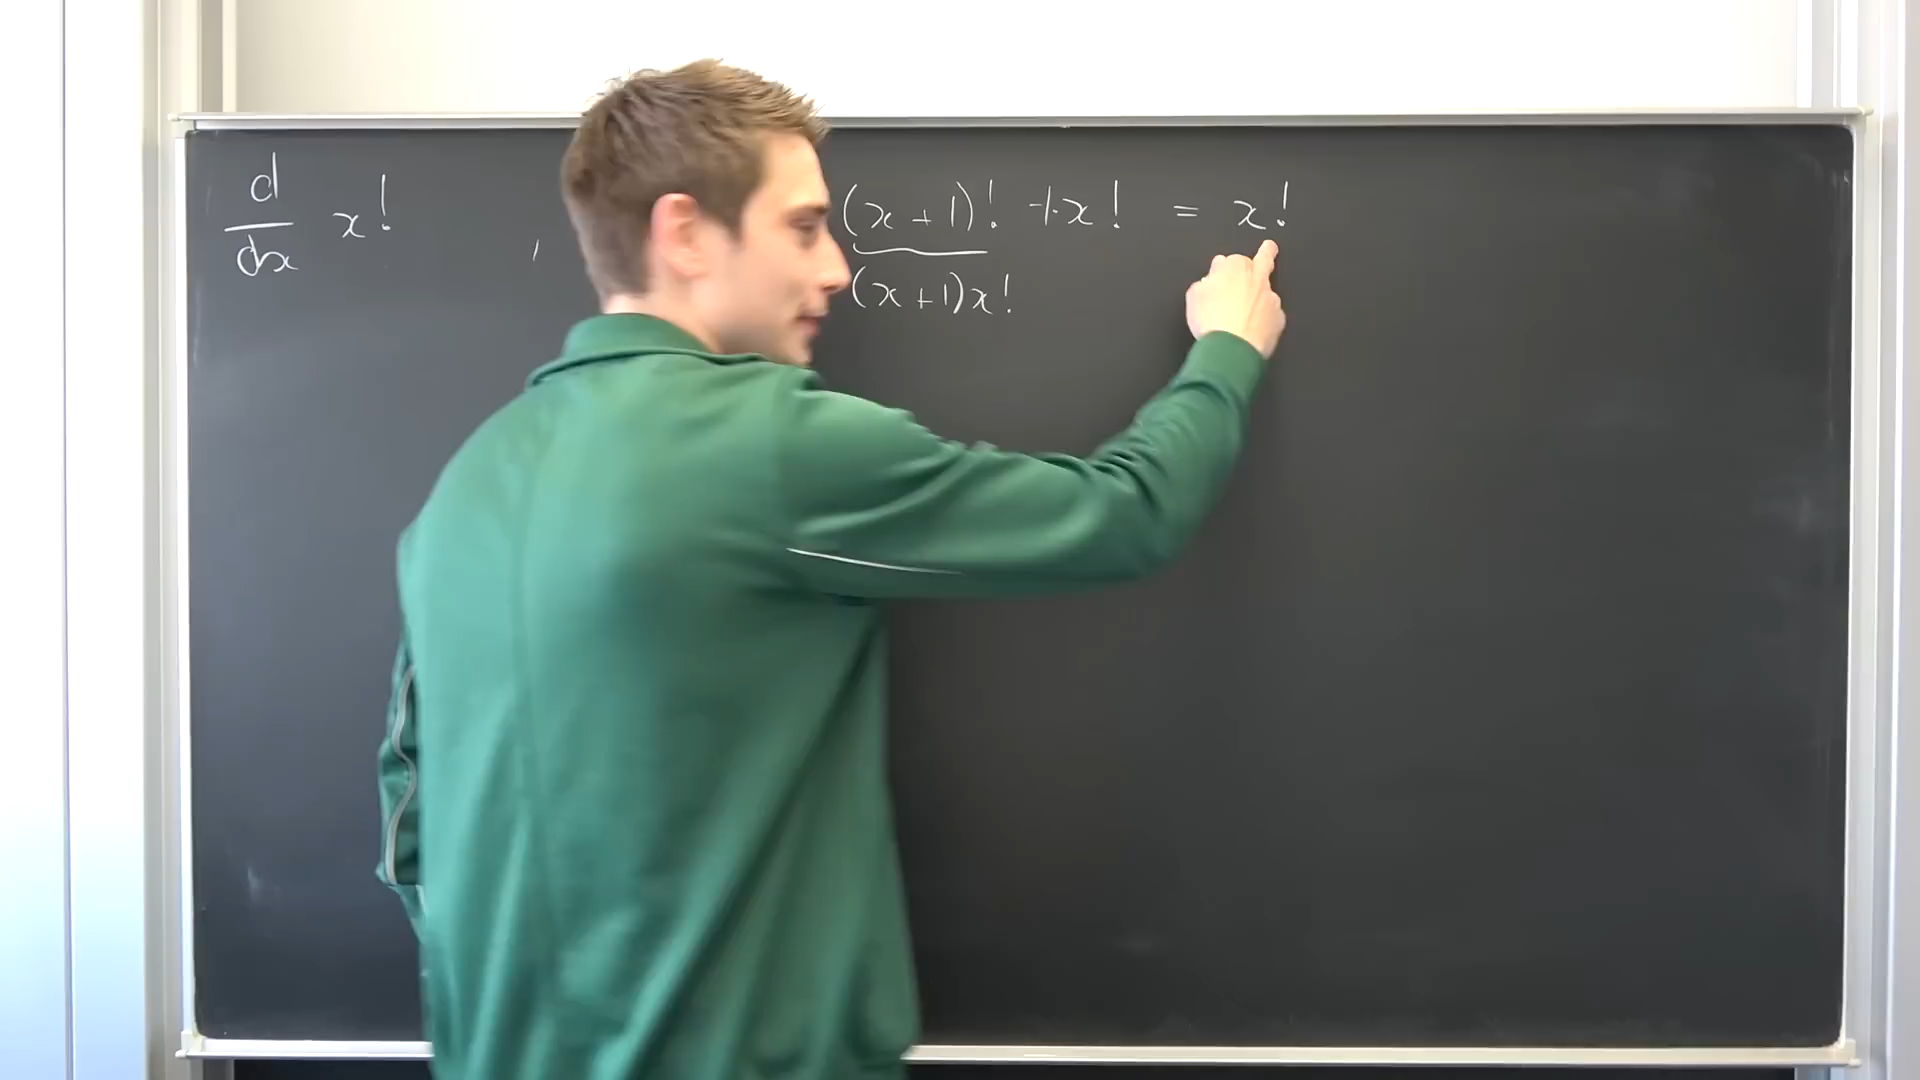 d/dx x! , (x+1)! + x! = x!
(x+1)x!